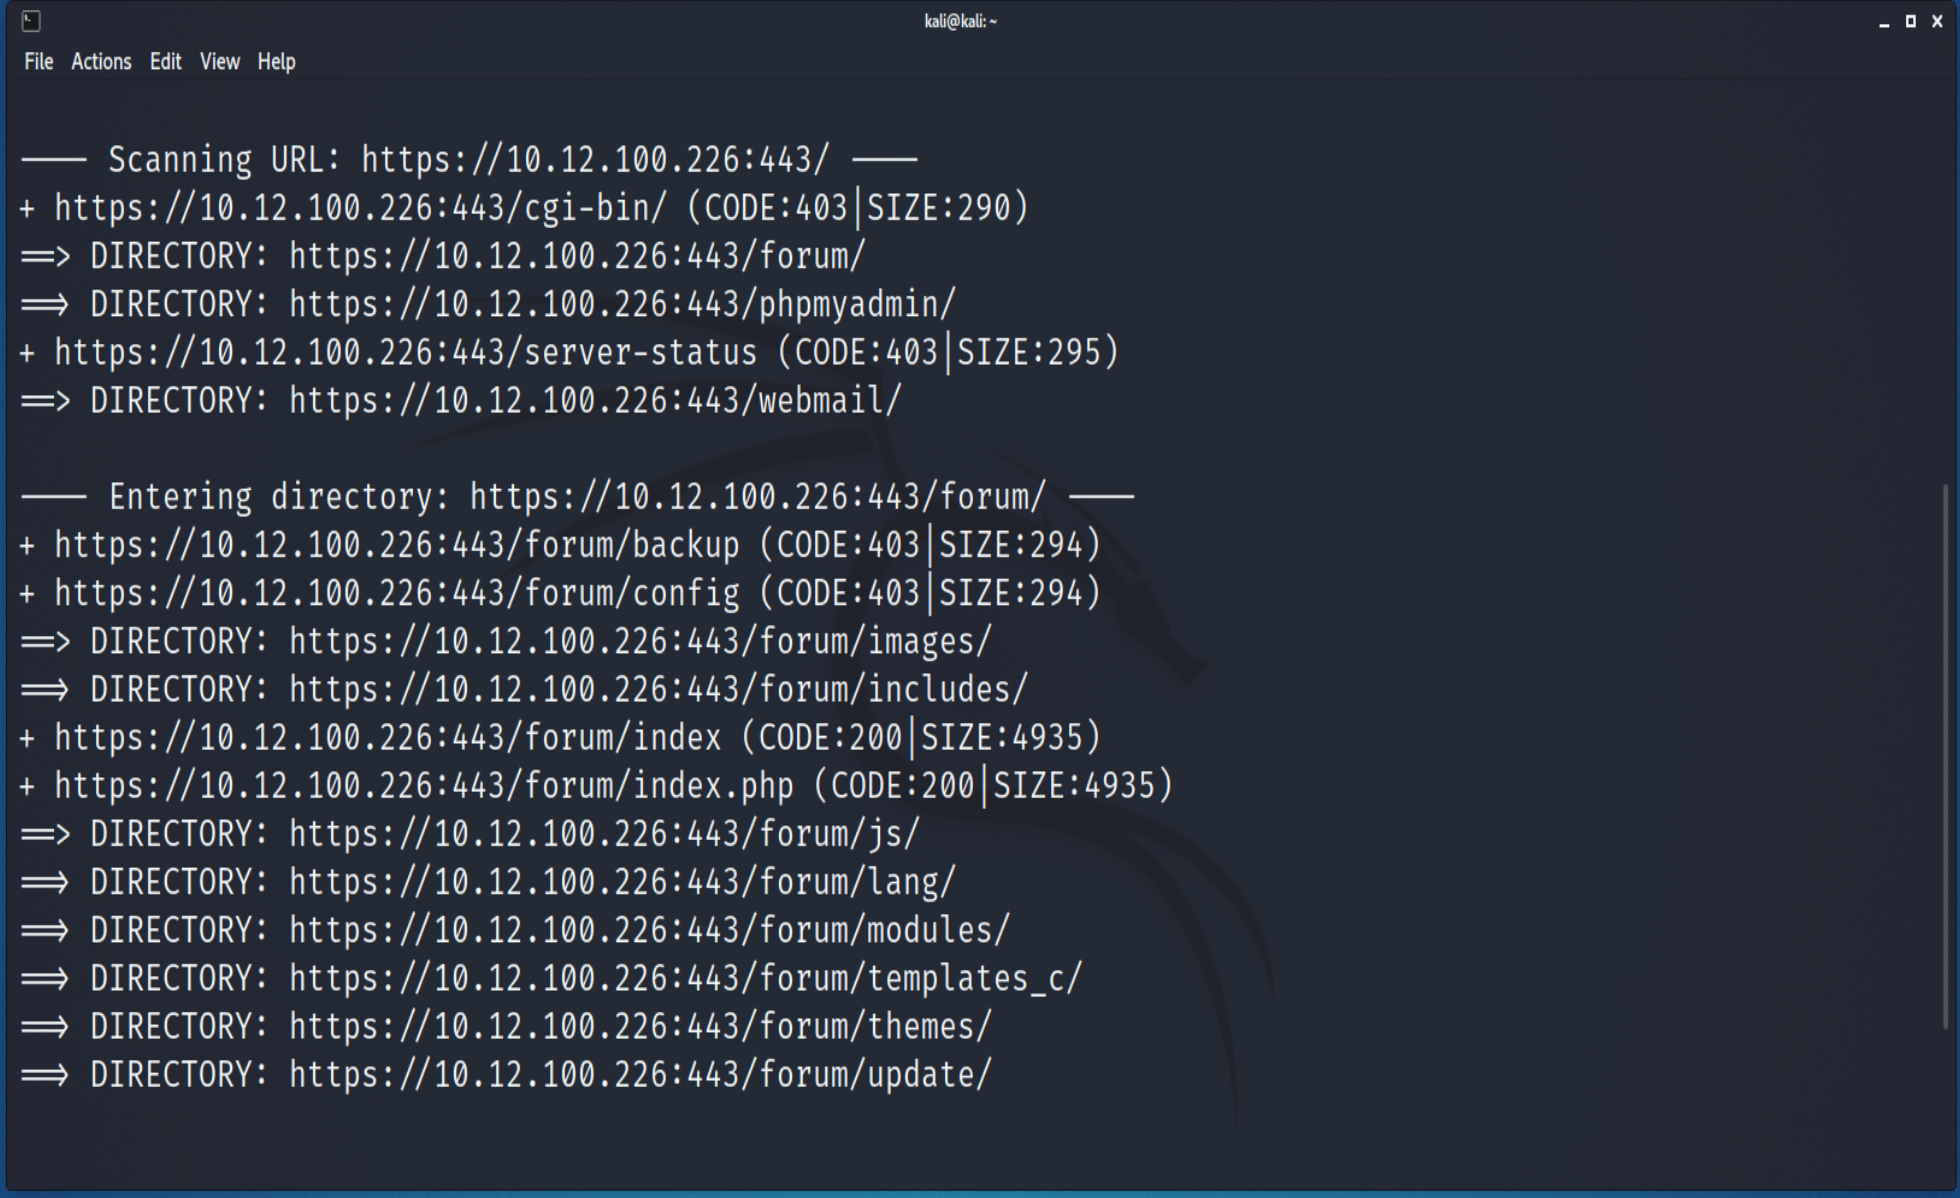 kali@kali: ~
File Actions Edit View Help
---- Scanning URL: https://10.12.100.226:443/ ----
+ https://10.12.100.226:443/cgi-bin/ (CODE:403|SIZE:290)
==> DIRECTORY: https://10.12.100.226:443/forum/
==> DIRECTORY: https://10.12.100.226:443/phpmyadmin/
+ https://10.12.100.226:443/server-status (CODE:403|SIZE:295)
==> DIRECTORY: https://10.12.100.226:443/webmail/
---- Entering directory: https://10.12.100.226:443/forum/ ----
+ https://10.12.100.226:443/forum/backup (CODE:403|SIZE:294)
+ https://10.12.100.226:443/forum/config (CODE:403|SIZE:294)
==> DIRECTORY: https://10.12.100.226:443/forum/images/
==> DIRECTORY: https://10.12.100.226:443/forum/includes/
+ https://10.12.100.226:443/forum/index (CODE:200|SIZE:4935)
+ https://10.12.100.226:443/forum/index.php (CODE:200|SIZE:4935)
==> DIRECTORY: https://10.12.100.226:443/forum/js/
==> DIRECTORY: https://10.12.100.226:443/forum/lang/
==> DIRECTORY: https://10.12.100.226:443/forum/modules/
==> DIRECTORY: https://10.12.100.226:443/forum/templates_c/
==> DIRECTORY: https://10.12.100.226:443/forum/themes/
==> DIRECTORY: https://10.12.100.226:443/forum/update/